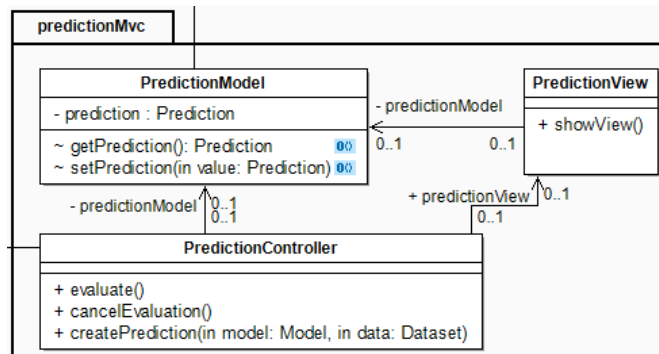 predictionMvc
PredictionModel
- prediction : Prediction
~ getPrediction(): Prediction
~ setPrediction(in value: Prediction)
PredictionView
+ showView()
- predictionModel
0..1 0..1
- predictionModel 0..1
0..1
+ predictionView 0..1
0..1
PredictionController
+ evaluate()
+ cancelEvaluation()
+ createPrediction(in model: Model, in data: Dataset)